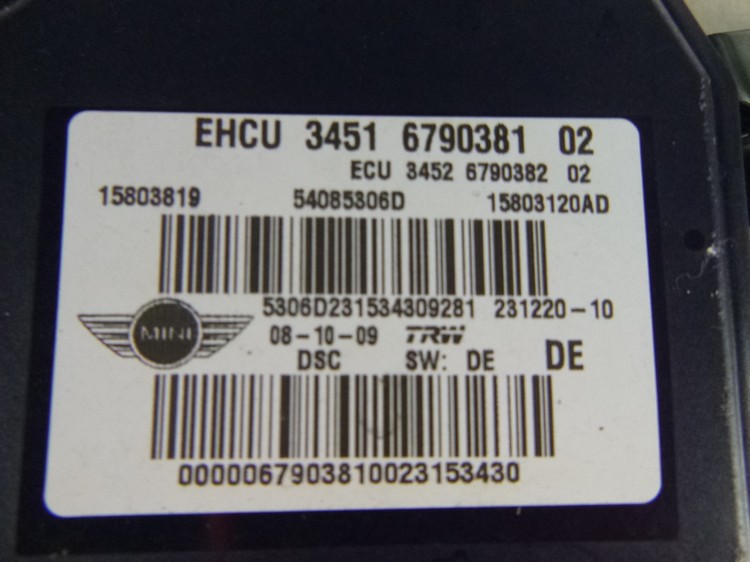 EHCU 3451 6790381 02
ECU 3452 6790382 02
15803819 54085306D 15803120AD
5306D231534309281 231220-10
MINI 08-10-09 TRW
DSC SW: DE DE
0000067903810023153430